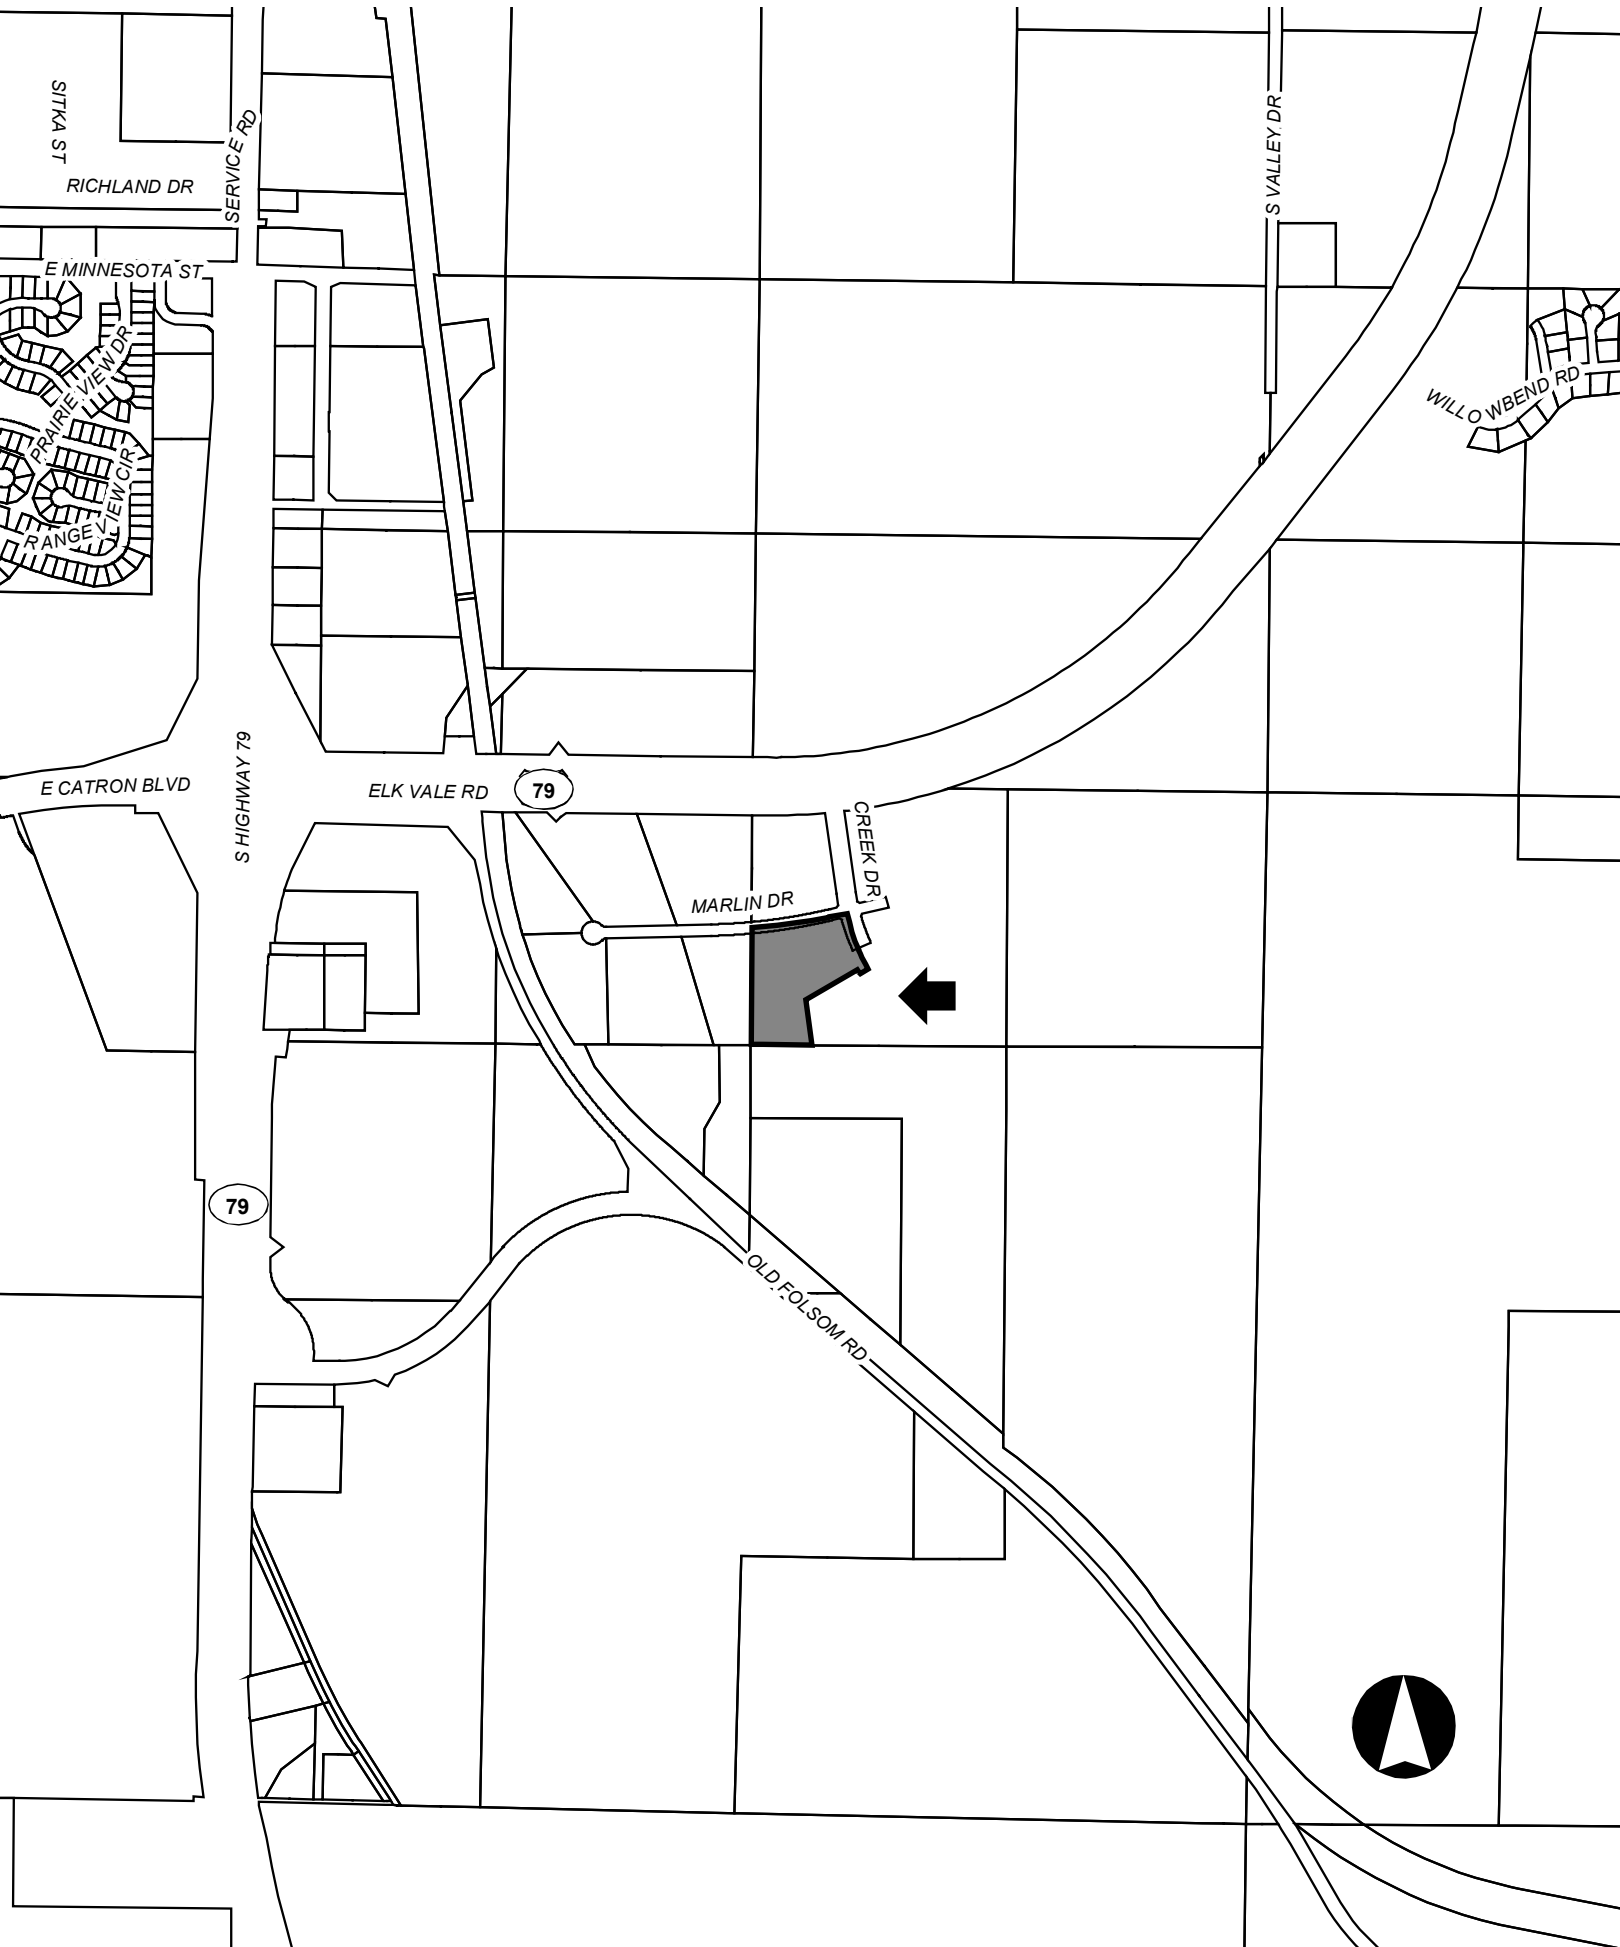 SITKA ST
SERVICE RD
S VALLEY DR
RICHLAND DR
E MINNESOTA ST
PRAIRIE VIEW DR
WILLOWBEND RD
RANGE VIEW CIR
S HIGHWAY 79
E CATRON BLVD
ELK VALE RD
79
CREEK DR
MARLIN DR
79
OLD FOLSOM RD